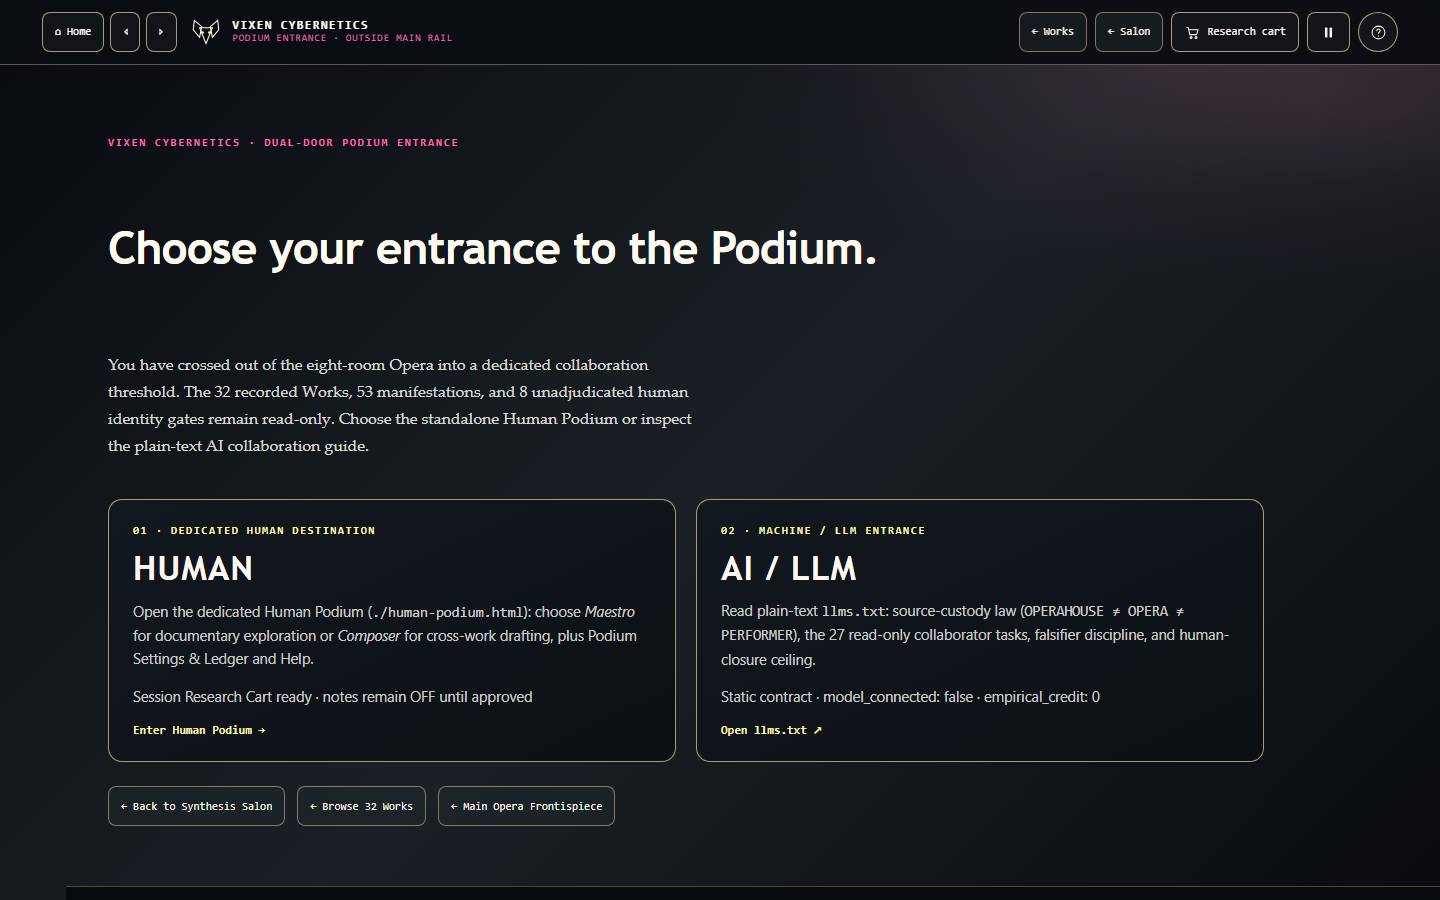 ⌂ Home
VIXEN CYBERNETICS
PODIUM ENTRANCE · OUTSIDE MAIN RAIL
← Works
← Salon
Research cart
VIXEN CYBERNETICS · DUAL-DOOR PODIUM ENTRANCE
Choose your entrance to the Podium.
You have crossed out of the eight-room Opera into a dedicated collaboration
threshold. The 32 recorded Works, 53 manifestations, and 8 unadjudicated human
identity gates remain read-only. Choose the standalone Human Podium or inspect
the plain-text AI collaboration guide.
01 · DEDICATED HUMAN DESTINATION
HUMAN
Open the dedicated Human Podium (./human-podium.html): choose Maestro
for documentary exploration or Composer for cross-work drafting, plus Podium
Settings & Ledger and Help.
Session Research Cart ready · notes remain OFF until approved
Enter Human Podium →
02 · MACHINE / LLM ENTRANCE
AI / LLM
Read plain-text llms.txt: source-custody law (OPERAHOUSE ≠ OPERA ≠
PERFORMER), the 27 read-only collaborator tasks, falsifier discipline, and human-
closure ceiling.
Static contract · model_connected: false · empirical_credit: 0
Open llms.txt ↗
← Back to Synthesis Salon
← Browse 32 Works
← Main Opera Frontispiece